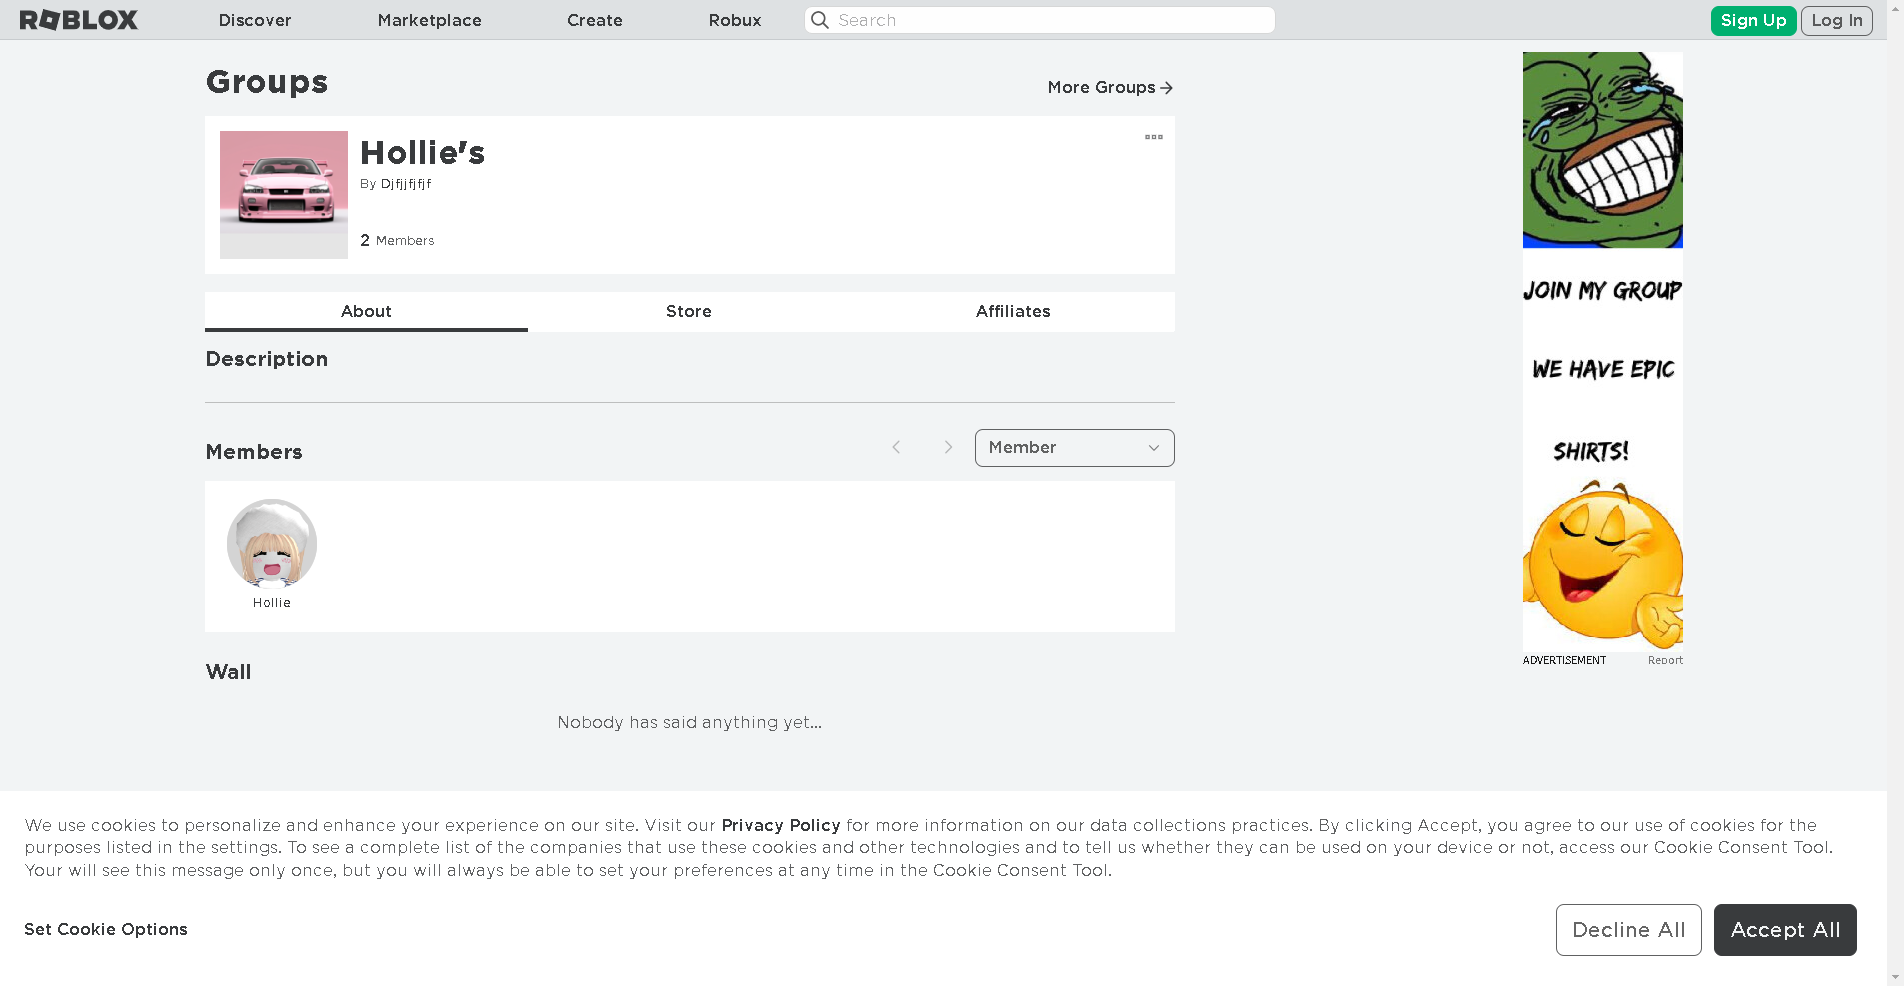 ROBLOX
Discover
Marketplace
Create
Robux
Search
Sign Up
Log In
Groups
More Groups
Hollie's
By Djfjjfjfjf
2 Members
About
Store
Affiliates
Description
Members
Member
Hollie
Wall
Nobody has said anything yet...
JOIN MY GROUP
WE HAVE EPIC
SHIRTS!
ADVERTISEMENT
Report
We use cookies to personalize and enhance your experience on our site. Visit our Privacy Policy for more information on our data collections practices. By clicking Accept, you agree to our use of cookies for the
purposes listed in the settings. To see a complete list of the companies that use these cookies and other technologies and to tell us whether they can be used on your device or not, access our Cookie Consent Tool.
Your will see this message only once, but you will always be able to set your preferences at any time in the Cookie Consent Tool.
Set Cookie Options
Decline All
Accept All